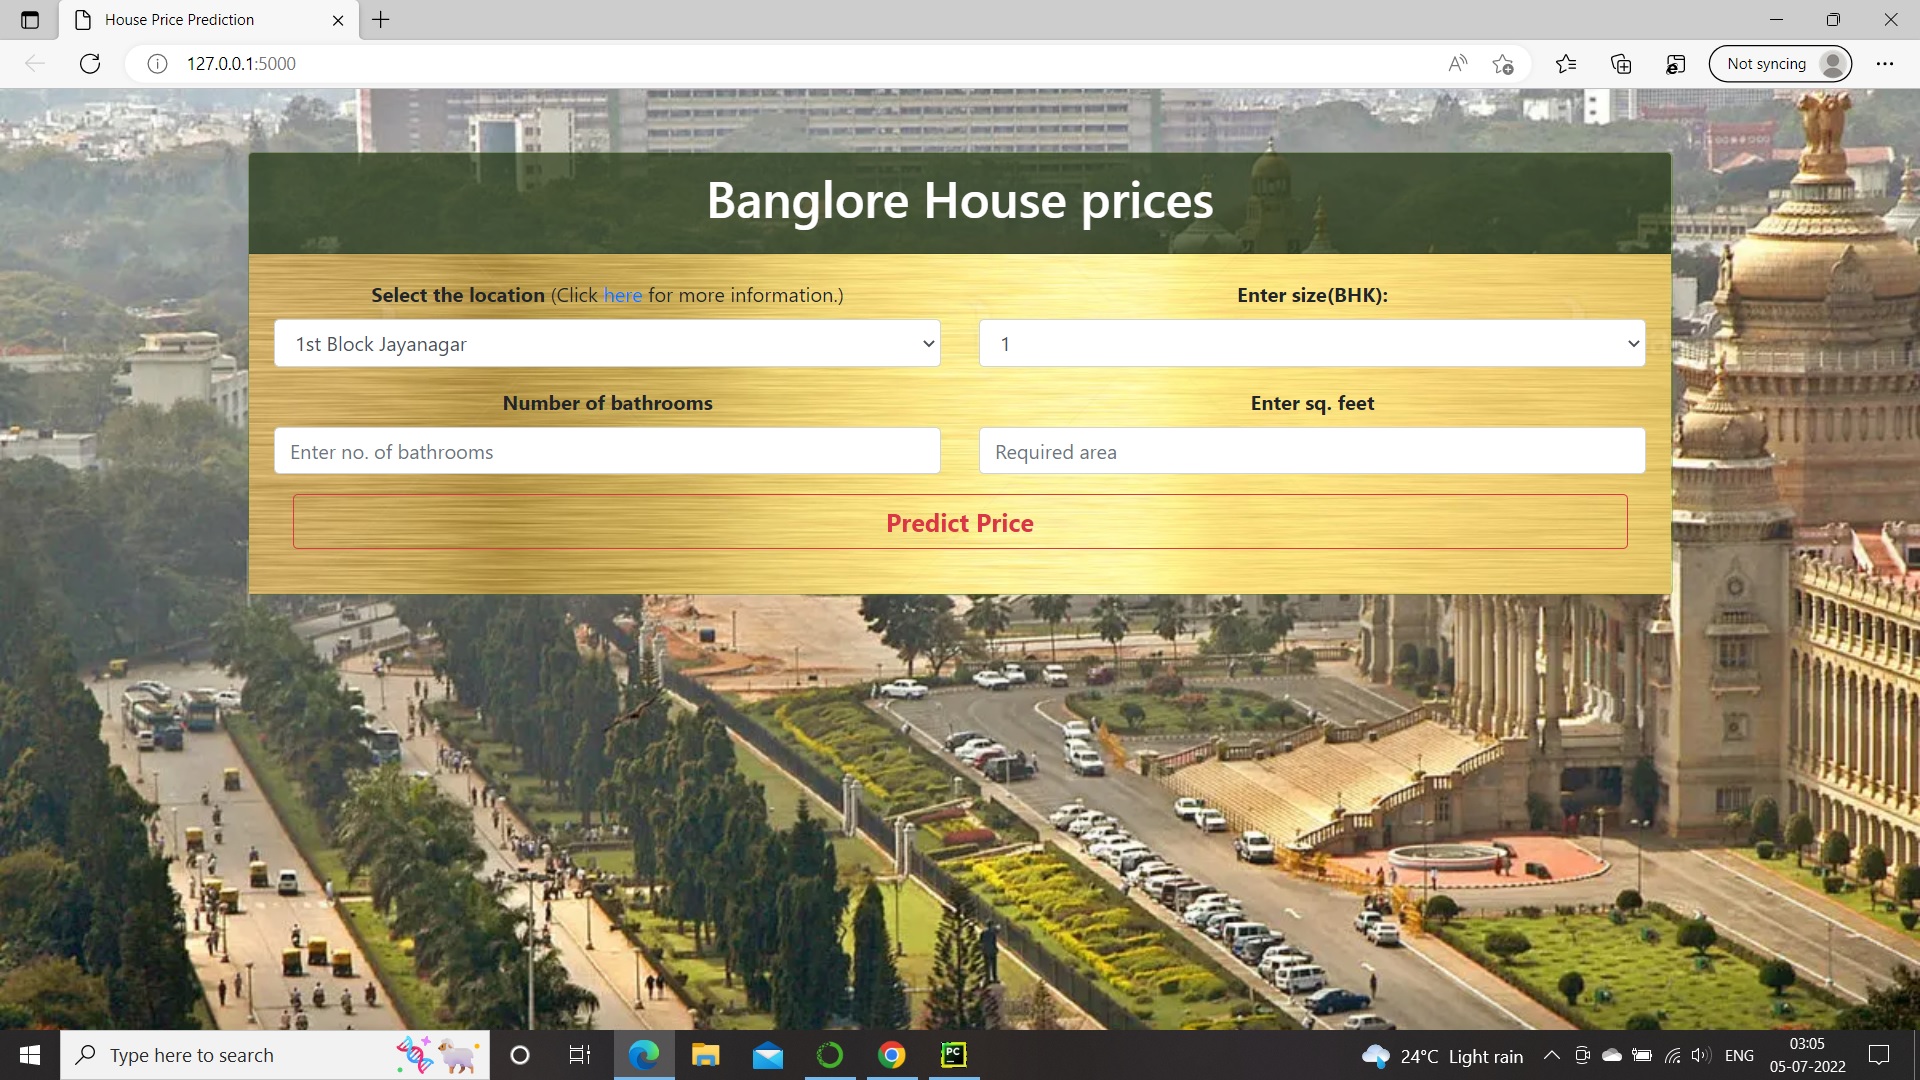 House Price Prediction
127.0.0.1:5000
Not syncing
Banglore House prices
Select the location (Click here for more information.)
Enter size(BHK):
1st Block Jayanagar
1
Number of bathrooms
Enter sq. feet
Enter no. of bathrooms
Required area
Predict Price
Type here to search
PC
24°C Light rain
ENG
03:05
05-07-2022